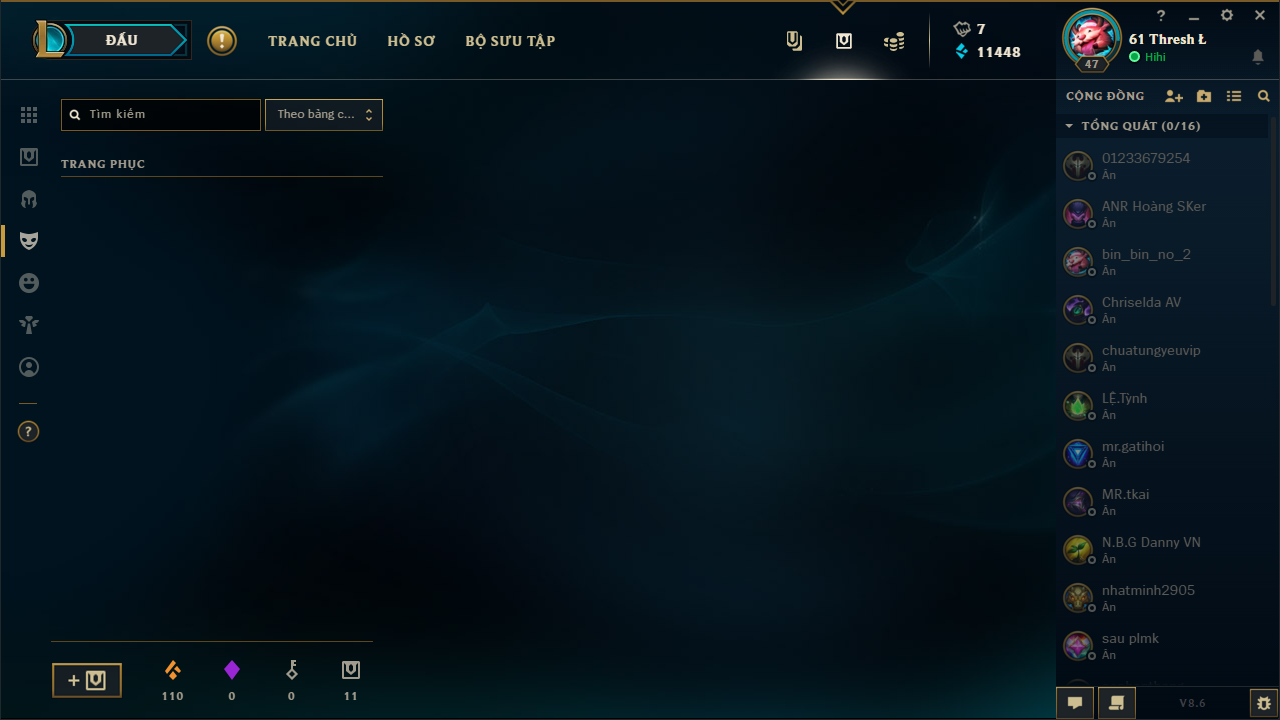 ĐẤU
!
TRANG CHỦ
HỒ SƠ
BỘ SƯU TẬP
7
11448
?
47
61 Thresh Ł
Hihi
CỘNG ĐỒNG
TỔNG QUÁT (0/16)
Tìm kiếm
Theo bảng c...
TRANG PHỤC
01233679254
Ẩn
ANR Hoàng SKer
Ẩn
bin_bin_no_2
Ẩn
Chriselda AV
Ẩn
chuatungyeuvip
Ẩn
LỆ.Tỳnh
Ẩn
mr.gatihoi
Ẩn
MR.tkai
Ẩn
N.B.G Danny VN
Ẩn
nhatminh2905
Ẩn
sau plmk
Ẩn
?
110
0
0
11
V8.6